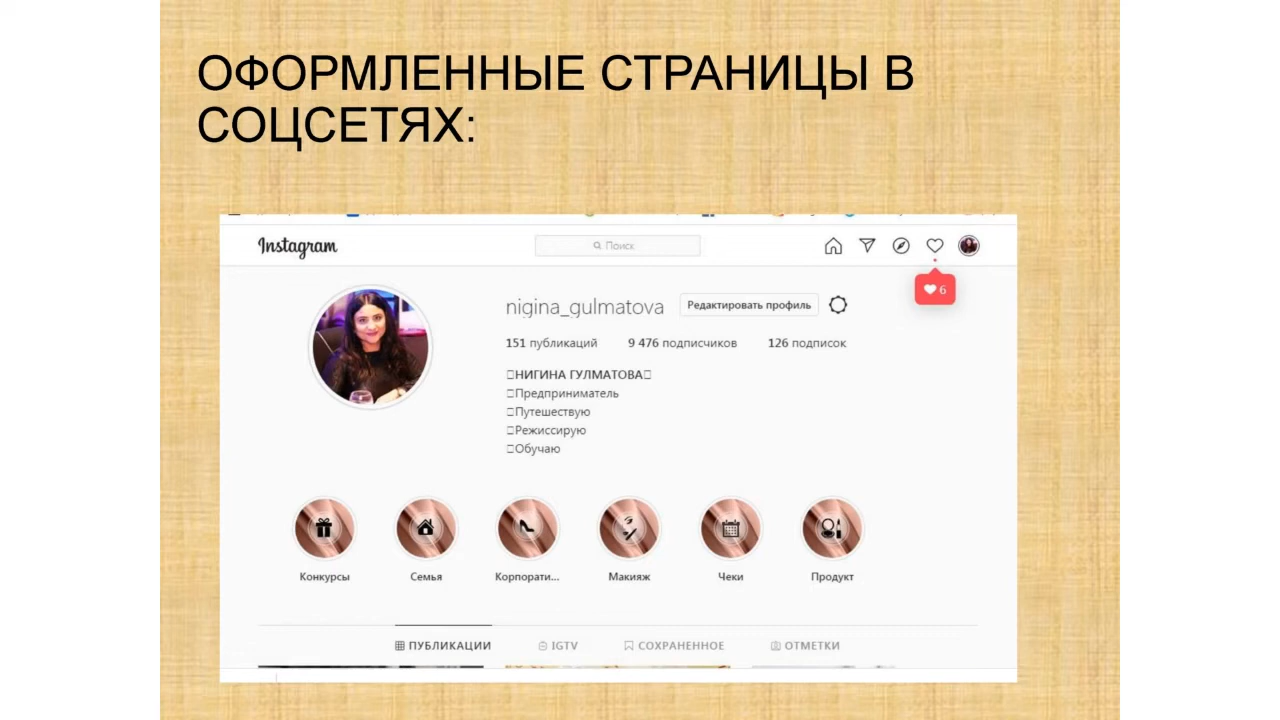 ОФОРМЛЕННЫЕ СТРАНИЦЫ В
СОЦСЕТЯХ:
Instagram
Поиск
6
nigina_gulmatova
Редактировать профиль
151 публикаций 9 476 подписчиков 126 подписок
НИГИНА ГУЛМАТОВА
Предприниматель
Путешествую
Режиссирую
Обучаю
Конкурсы Семья Корпорати... Макияж Чеки Продукт
ПУБЛИКАЦИИ IGTV СОХРАНЕННОЕ ОТМЕТКИ